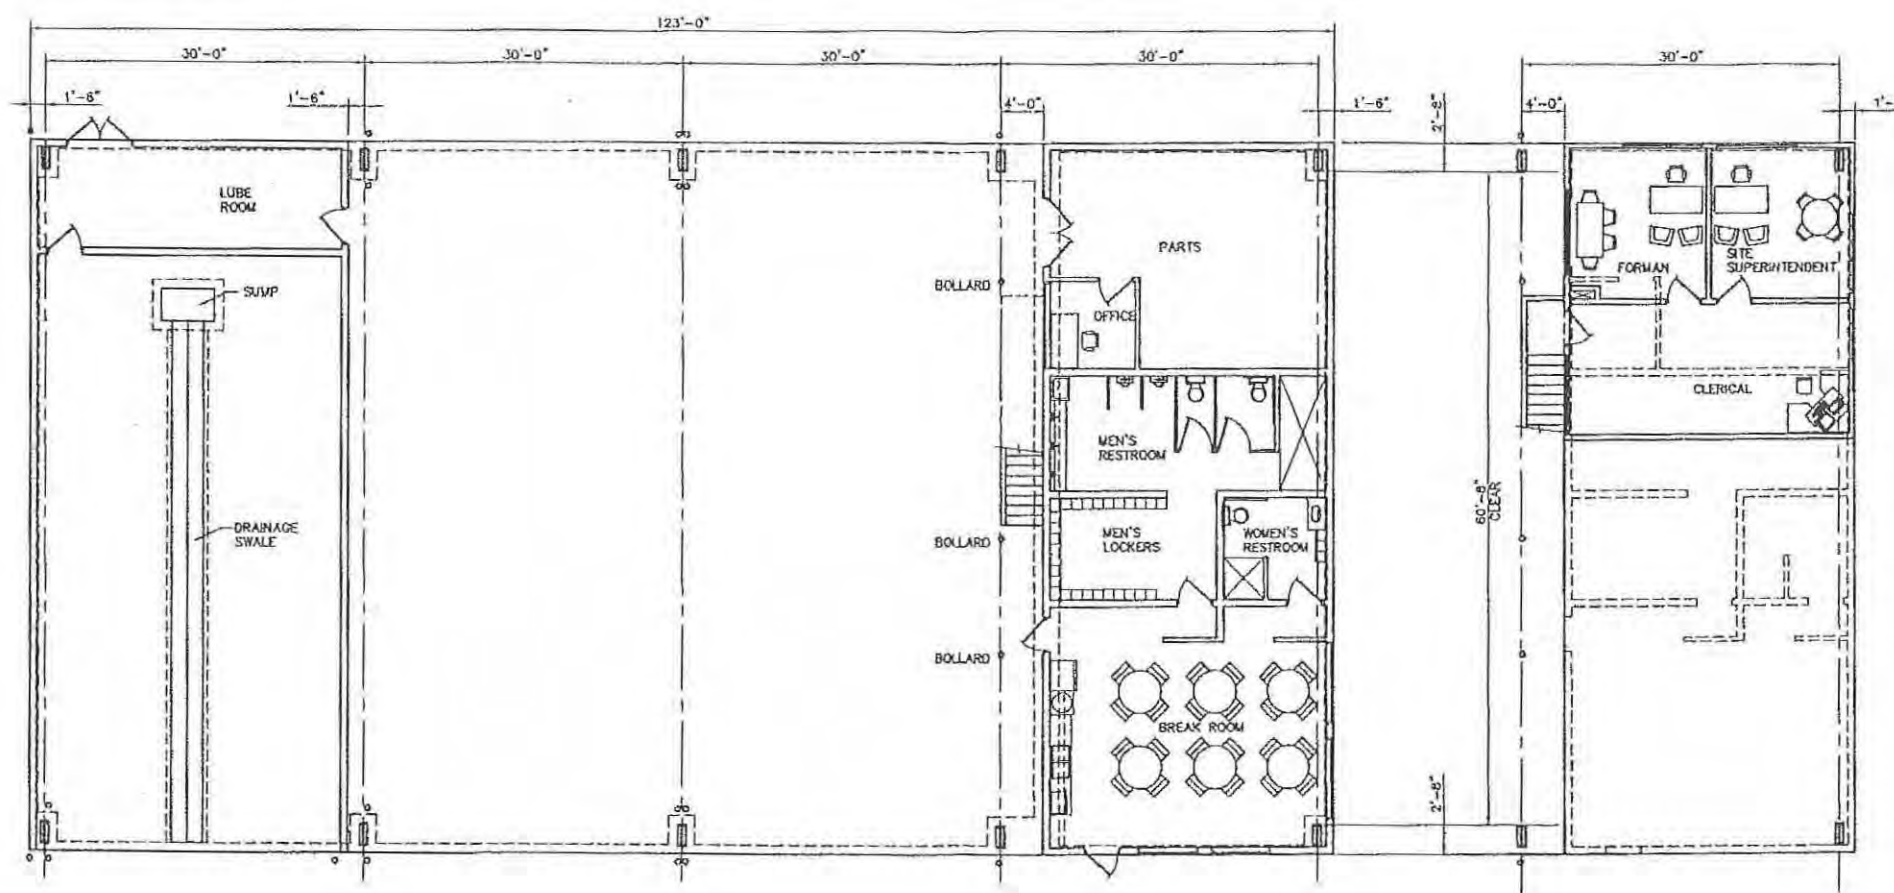 123'-0"
30'-0"
30'-0"
30'-0"
30'-0"
30'-0"
1'-6"
1'-6"
4'-0"
1'-6"
2'-8"
4'-0"
LUBE
ROOM
PARTS
FORMAN
SITE
SUPERINTENDENT
SUMP
BOLLARD
OFFICE
CLERICAL
MEN'S
RESTROOM
60'-8"
CLEAR
DRAINAGE
SWALE
BOLLARD
MEN'S
LOCKERS
WOMEN'S
RESTROOM
BOLLARD
BREAK ROOM
2'-8"